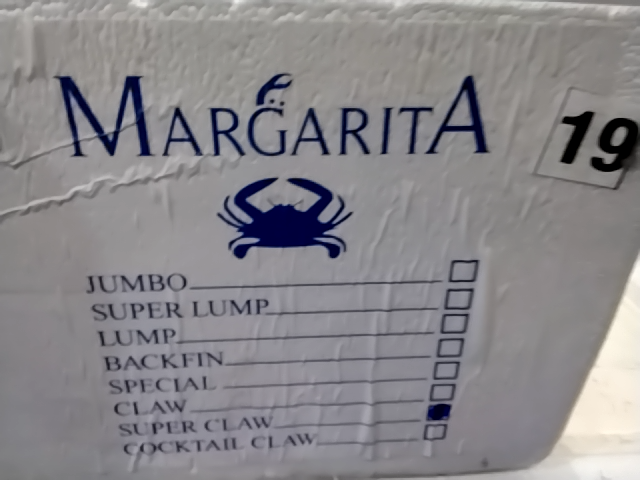 MARGARITA
19
JUMBO
SUPER LUMP
LUMP
BACKFIN
SPECIAL
CLAW
SUPER CLAW
COCKTAIL CLAW